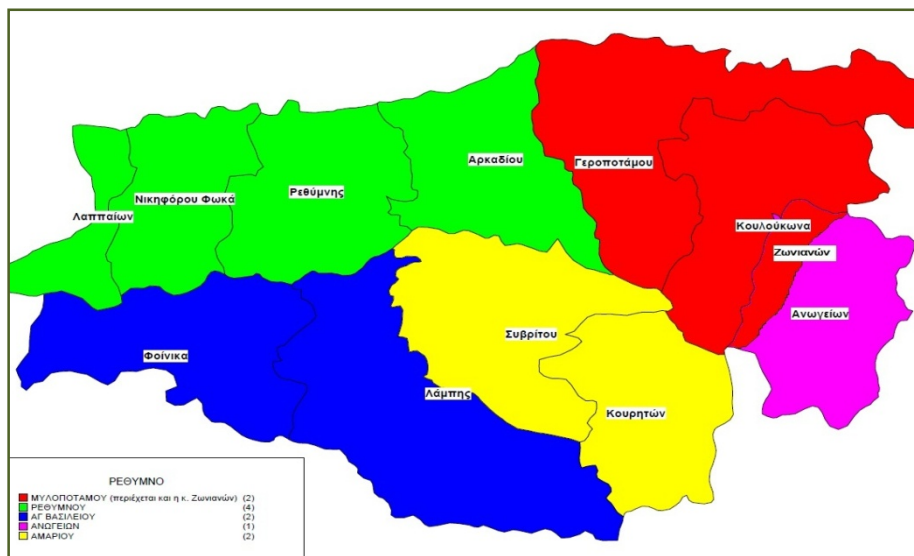 Αρκαδίου
Γεροποτάμου
Ρεθύμνης
Νικηφόρου Φωκά
Λαππαίων
Κουλούκωνα
Ζωνιανών
Ανωγείων
Συβρίτου
Φοίνικα
Λάμπης
Κουρητών
ΡΕΘΥΜΝΟ
ΜΥΛΟΠΟΤΑΜΟΥ (περιέχεται και η κ. Ζωνιανών) (2)
ΡΕΘΥΜΝΟΥ (4)
ΑΓ ΒΑΣΙΛΕΙΟΥ (2)
ΑΝΩΓΕΙΩΝ (1)
ΑΜΑΡΙΟΥ (2)